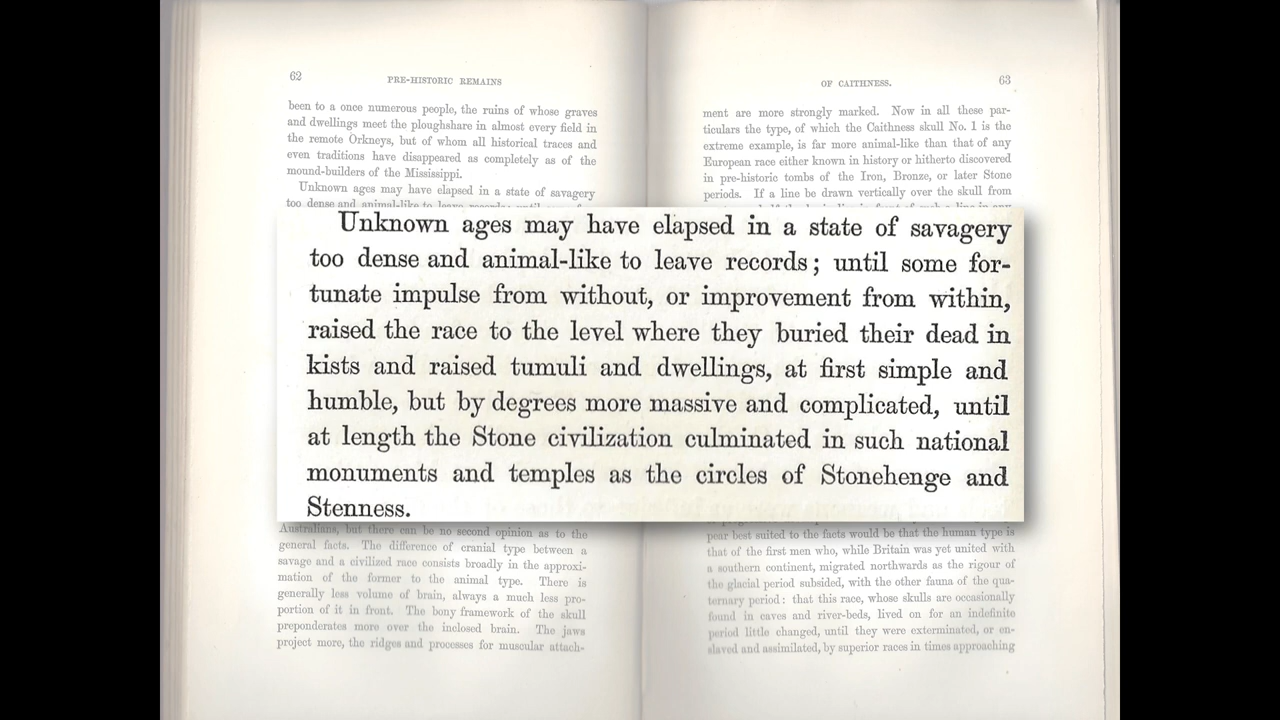 62
PRE-HISTORIC REMAINS
been to a once numerous people, the ruins of whose graves
and dwellings meet the ploughshare in almost every field in
the remote Orkneys, but of whom all historical traces and
even traditions have disappeared as completely as of the
mound-builders of the Mississippi.
Unknown ages may have elapsed in a state of savagery
too dense and animal-like to leave
Unknown ages may have elapsed in a state of savagery
too dense and animal-like to leave records; until some for-
tunate impulse from without, or improvement from within,
raised the race to the level where they buried their dead in
kists and raised tumuli and dwellings, at first simple and
humble, but by degrees more massive and complicated, until
at length the Stone civilization culminated in such national
monuments and temples as the circles of Stonehenge and
Stenness.
Australians, but there can be no second opinion as to the
general facts. The difference of cranial type between a
savage and a civilized race consists broadly in the approxi-
mation of the former to the animal type. There is
generally less volume of brain, always a much less pro-
portion of it in front. The bony framework of the skull
preponderates more over the inclosed brain. The jaws
project more, the ridges and processes for muscular attach-
OF CAITHNESS.
63
ment are more strongly marked. Now in all these par-
ticulars the type, of which the Caithness skull No. 1 is the
extreme example, is far more animal-like than that of any
European race either known in history or hitherto discovered
in pre-historic tombs of the Iron, Bronze, or later Stone
periods. If a line be drawn vertically over the skull from
pear best suited to the facts would be that the human type is
that of the first men who, while Britain was yet united with
a southern continent, migrated northwards as the rigour of
the glacial period subsided, with the other fauna of the qua-
ternary period: that this race, whose skulls are occasionally
found in caves and river-beds, lived on for an indefinite
period little changed, until they were exterminated, or en-
slaved and assimilated, by superior races in times approaching